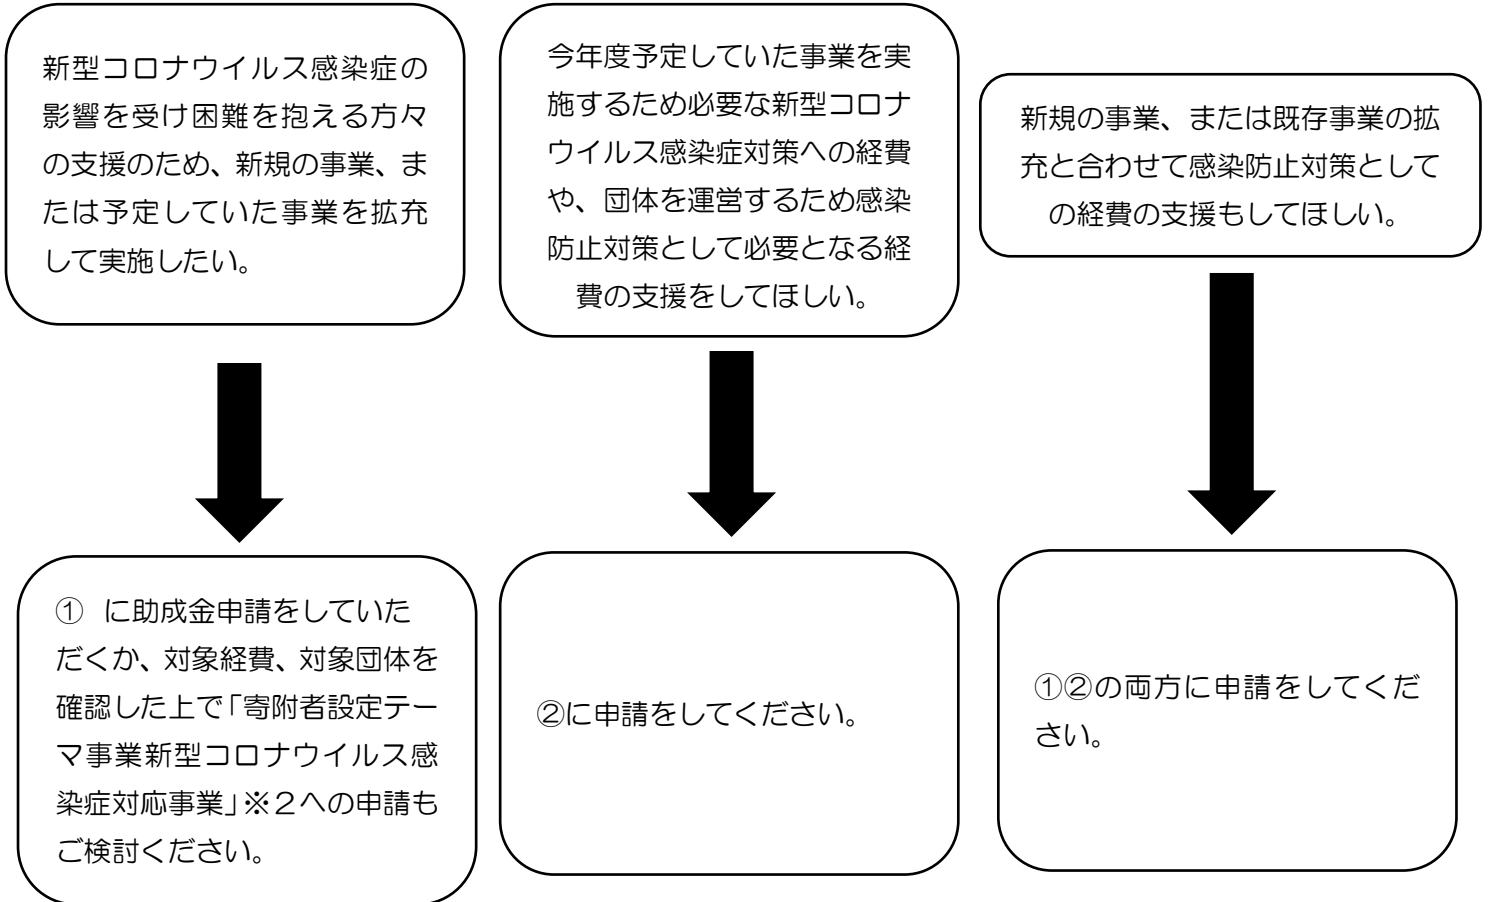 新型コロナウイルス感染症の
影響を受け困難を抱える方々
の支援のため、新規の事業、ま
たは予定していた事業を拡充
して実施したい。
今年度予定していた事業を実
施するため必要な新型コロナ
ウイルス感染症対策への経費
や、団体を運営するため感染
防止対策として必要となる経
費の支援をしてほしい。
新規の事業、または既存事業の拡
充と合わせて感染防止対策として
の経費の支援もしてほしい。
① に助成金申請をしていた
だくか、対象経費、対象団体を
確認した上で「寄附者設定テー
マ事業新型コロナウイルス感
染症対応事業」※２への申請も
ご検討ください。
②に申請をしてください。
①②の両方に申請をしてくだ
さい。